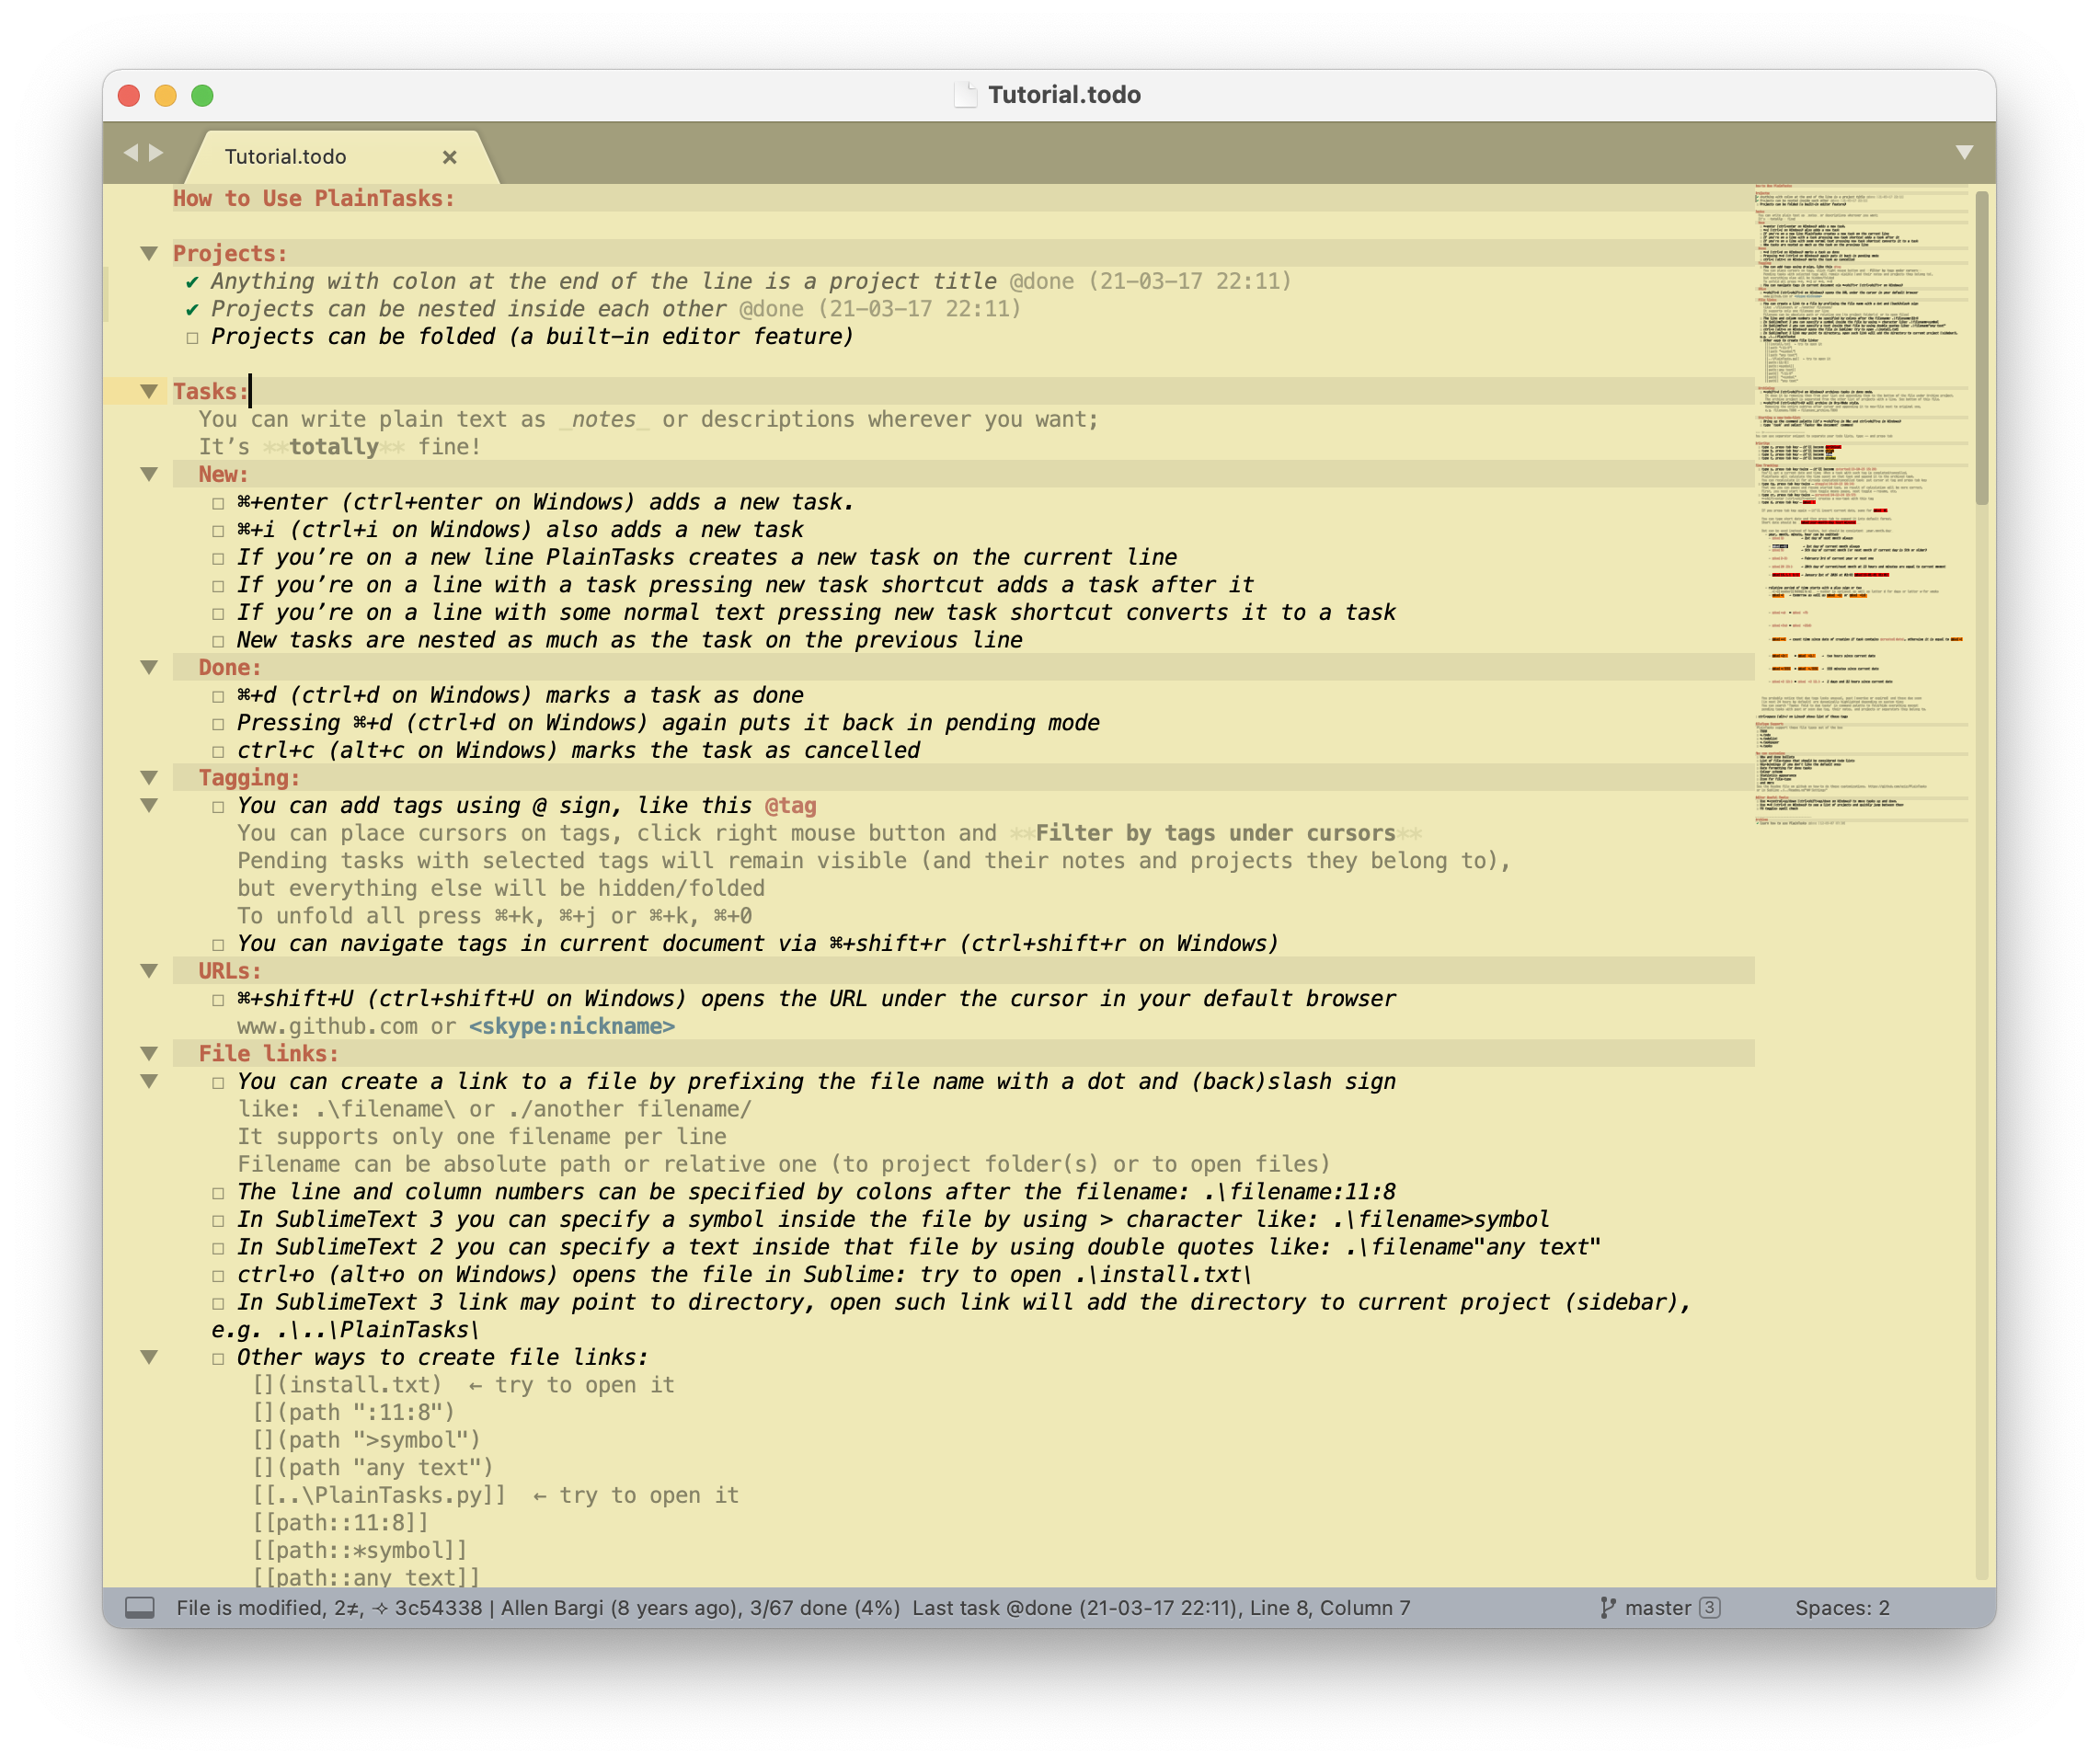 Tutorial.todo
Tutorial.todo ×
How to Use PlainTasks:
Projects:
✔ Anything with colon at the end of the line is a project title @done (21-03-17 22:11)
✔ Projects can be nested inside each other @done (21-03-17 22:11)
☐ Projects can be folded (a built-in editor feature)
Tasks:
You can write plain text as _notes_ or descriptions wherever you want;
It’s **totally** fine!
New:
☐ ⌘+enter (ctrl+enter on Windows) adds a new task.
☐ ⌘+i (ctrl+i on Windows) also adds a new task
☐ If you’re on a new line PlainTasks creates a new task on the current line
☐ If you’re on a line with a task pressing new task shortcut adds a task after it
☐ If you’re on a line with some normal text pressing new task shortcut converts it to a task
☐ New tasks are nested as much as the task on the previous line
Done:
☐ ⌘+d (ctrl+d on Windows) marks a task as done
☐ Pressing ⌘+d (ctrl+d on Windows) again puts it back in pending mode
☐ ctrl+c (alt+c on Windows) marks the task as cancelled
Tagging:
☐ You can add tags using @ sign, like this @tag
You can place cursors on tags, click right mouse button and **Filter by tags under cursors**
Pending tasks with selected tags will remain visible (and their notes and projects they belong to),
but everything else will be hidden/folded
To unfold all press ⌘+k, ⌘+j or ⌘+k, ⌘+0
☐ You can navigate tags in current document via ⌘+shift+r (ctrl+shift+r on Windows)
URLs:
☐ ⌘+shift+U (ctrl+shift+U on Windows) opens the URL under the cursor in your default browser
www.github.com or <skype:nickname>
File links:
☐ You can create a link to a file by prefixing the file name with a dot and (back)slash sign
like: .\filename\ or ./another filename/
It supports only one filename per line
Filename can be absolute path or relative one (to project folder(s) or to open files)
☐ The line and column numbers can be specified by colons after the filename: .\filename:11:8
☐ In SublimeText 3 you can specify a symbol inside the file by using > character like: .\filename>symbol
☐ In SublimeText 2 you can specify a text inside that file by using double quotes like: .\filename"any text"
☐ ctrl+o (alt+o on Windows) opens the file in Sublime: try to open .\install.txt\
☐ In SublimeText 3 link may point to directory, open such link will add the directory to current project (sidebar),
e.g. .\..\PlainTasks\
☐ Other ways to create file links:
[](install.txt) ← try to open it
[](path ":11:8")
[](path ">symbol")
[](path "any text")
[[..\PlainTasks.py]] ← try to open it
[[path::11:8]]
[[path::*symbol]]
[[path::any text]]
File is modified, 2≠, ⟢ 3c54338 | Allen Bargi (8 years ago), 3/67 done (4%) Last task @done (21-03-17 22:11), Line 8, Column 7
master 3
Spaces: 2